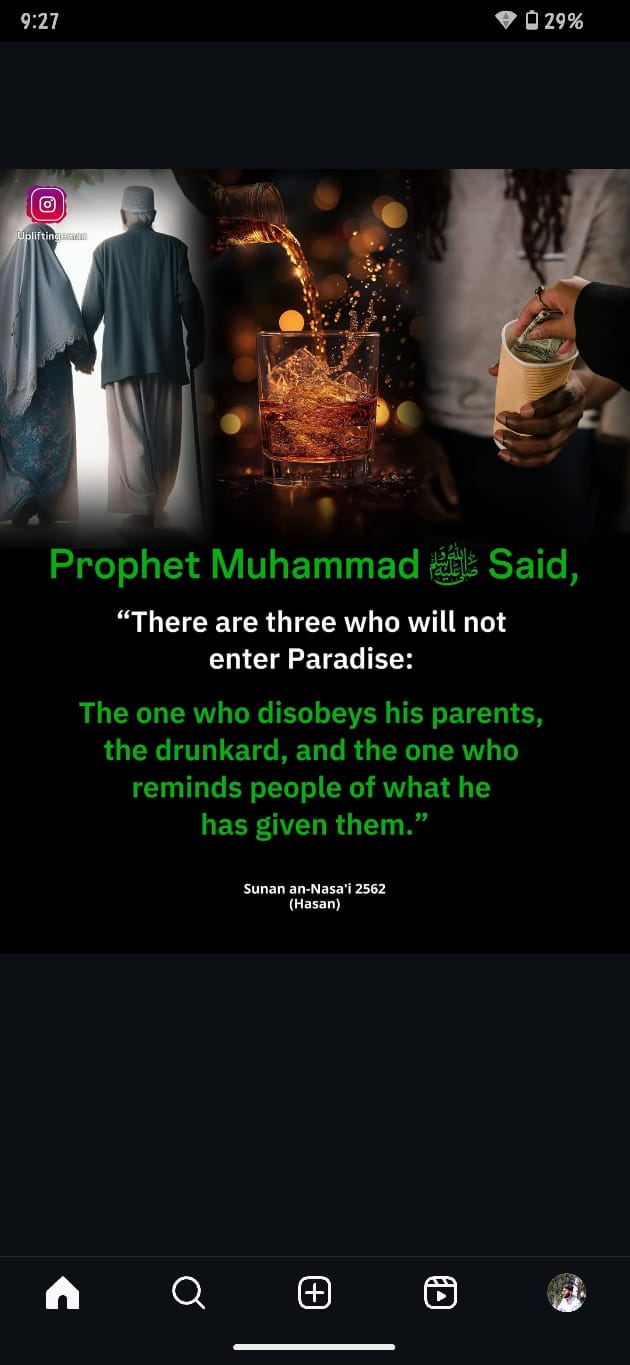 9:27
29%
Upliftingeman
Prophet Muhammad ﷺ Said,
“There are three who will not
enter Paradise:
The one who disobeys his parents,
the drunkard, and the one who
reminds people of what he
has given them.”
Sunan an-Nasa'i 2562
(Hasan)